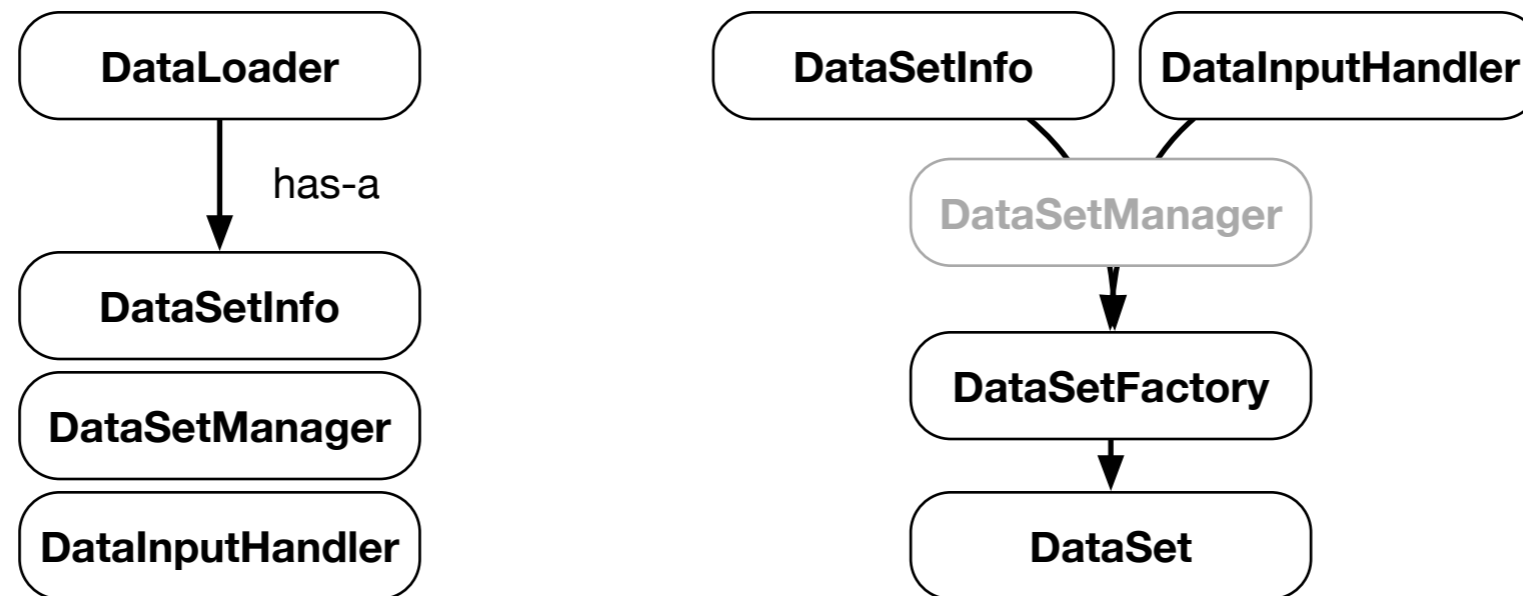 DataLoader
has-a
DataSetInfo
DataSetManager
DataInputHandler
DataSetInfo
DataInputHandler
DataSetManager
DataSetFactory
DataSet